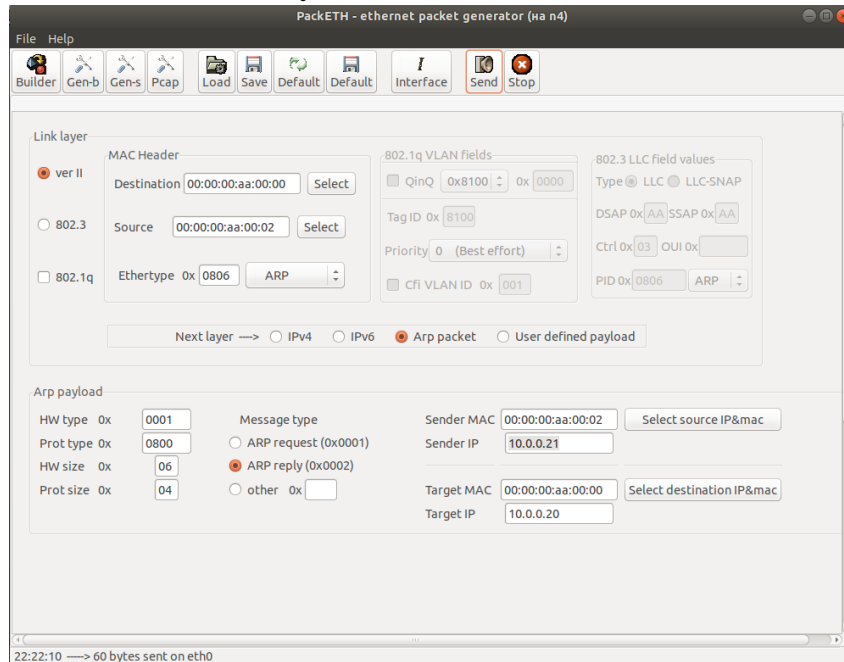 PackETH - ethernet packet generator (на n4)
File Help
Builder Gen-b Gen-s Pcap Load Save Default Default Interface Send Stop
Link layer
MAC Header 802.1q VLAN fields 802.3 LLC field values
ver II Destination 00:00:00:aa:00:00 Select QinQ 0x8100 0x 0000 Type LLC LLC-SNAP
802.3 Source 00:00:00:aa:00:02 Select Tag ID 0x 8100 DSAP 0x AA SSAP 0x AA
Priority 0 (Best effort) Ctrl 0x 03 OUI 0x
802.1q Ethertype 0x 0806 ARP Cfi VLAN ID 0x 001 PID 0x 0806 ARP
Next layer ----> IPv4 IPv6 Arp packet User defined payload
Arp payload
HW type 0x 0001 Message type Sender MAC 00:00:00:aa:00:02 Select source IP&mac
Prot type 0x 0800 ARP request (0x0001) Sender IP 10.0.0.21
HW size 0x 06 ARP reply (0x0002)
Prot size 0x 04 other 0x Target MAC 00:00:00:aa:00:00 Select destination IP&mac
Target IP 10.0.0.20
22:22:10 ----> 60 bytes sent on eth0